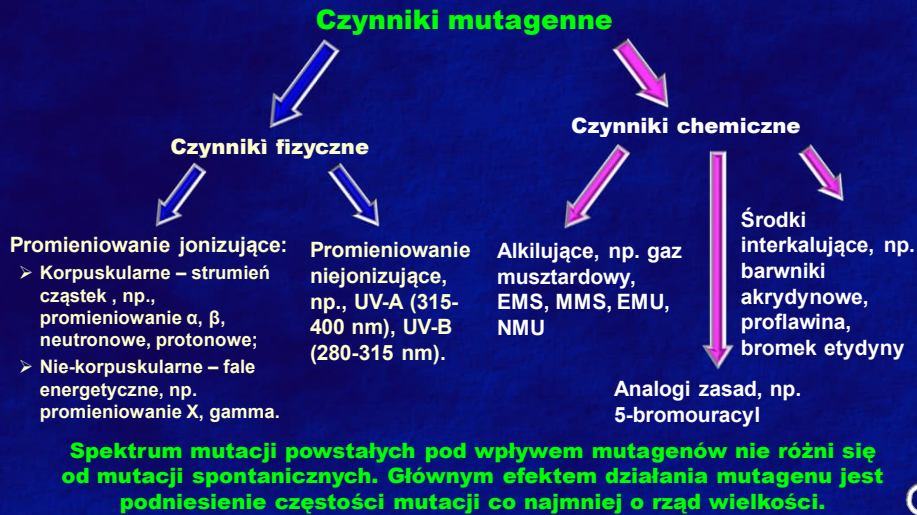 Czynniki mutagenne
Czynniki fizyczne
Czynniki chemiczne
Promieniowanie jonizujące:
➢ Korpuskularne – strumień
cząstek , np.,
promieniowanie α, β,
neutronowe, protonowe;
➢ Nie-korpuskularne – fale
energetyczne, np.
promieniowanie X, gamma.
Promieniowanie
niejonizujące,
np., UV-A (315-
400 nm), UV-B
(280-315 nm).
Alkilujące, np. gaz
musztardowy,
EMS, MMS, EMU,
NMU
Środki
interkalujące, np.
barwniki
akrydynowe,
proflawina,
bromek etydyny
Analogi zasad, np.
5-bromouracyl
Spektrum mutacji powstałych pod wpływem mutagenów nie różni się
od mutacji spontanicznych. Głównym efektem działania mutagenu jest
podniesienie częstości mutacji co najmniej o rząd wielkości.